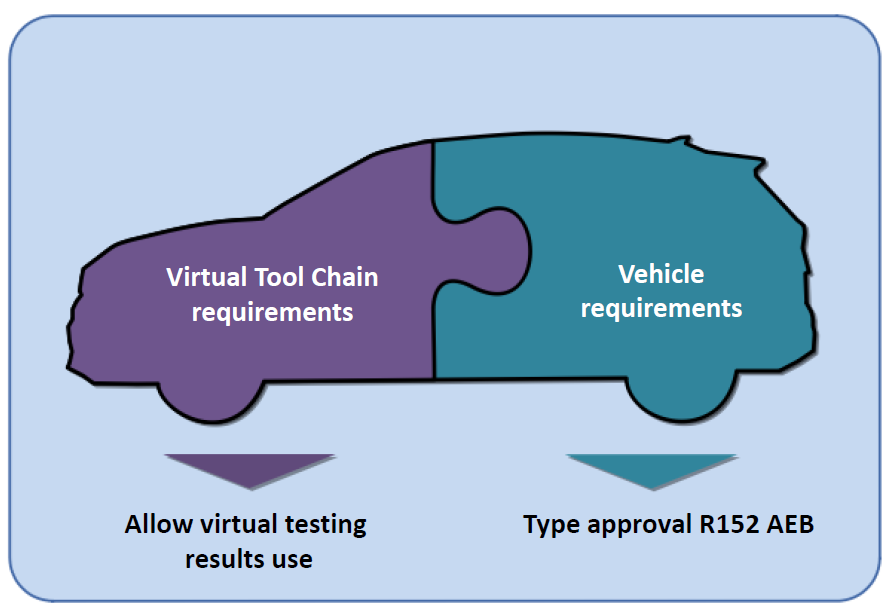 Virtual Tool Chain
requirements
Vehicle
requirements
Allow virtual testing
results use
Type approval R152 AEB